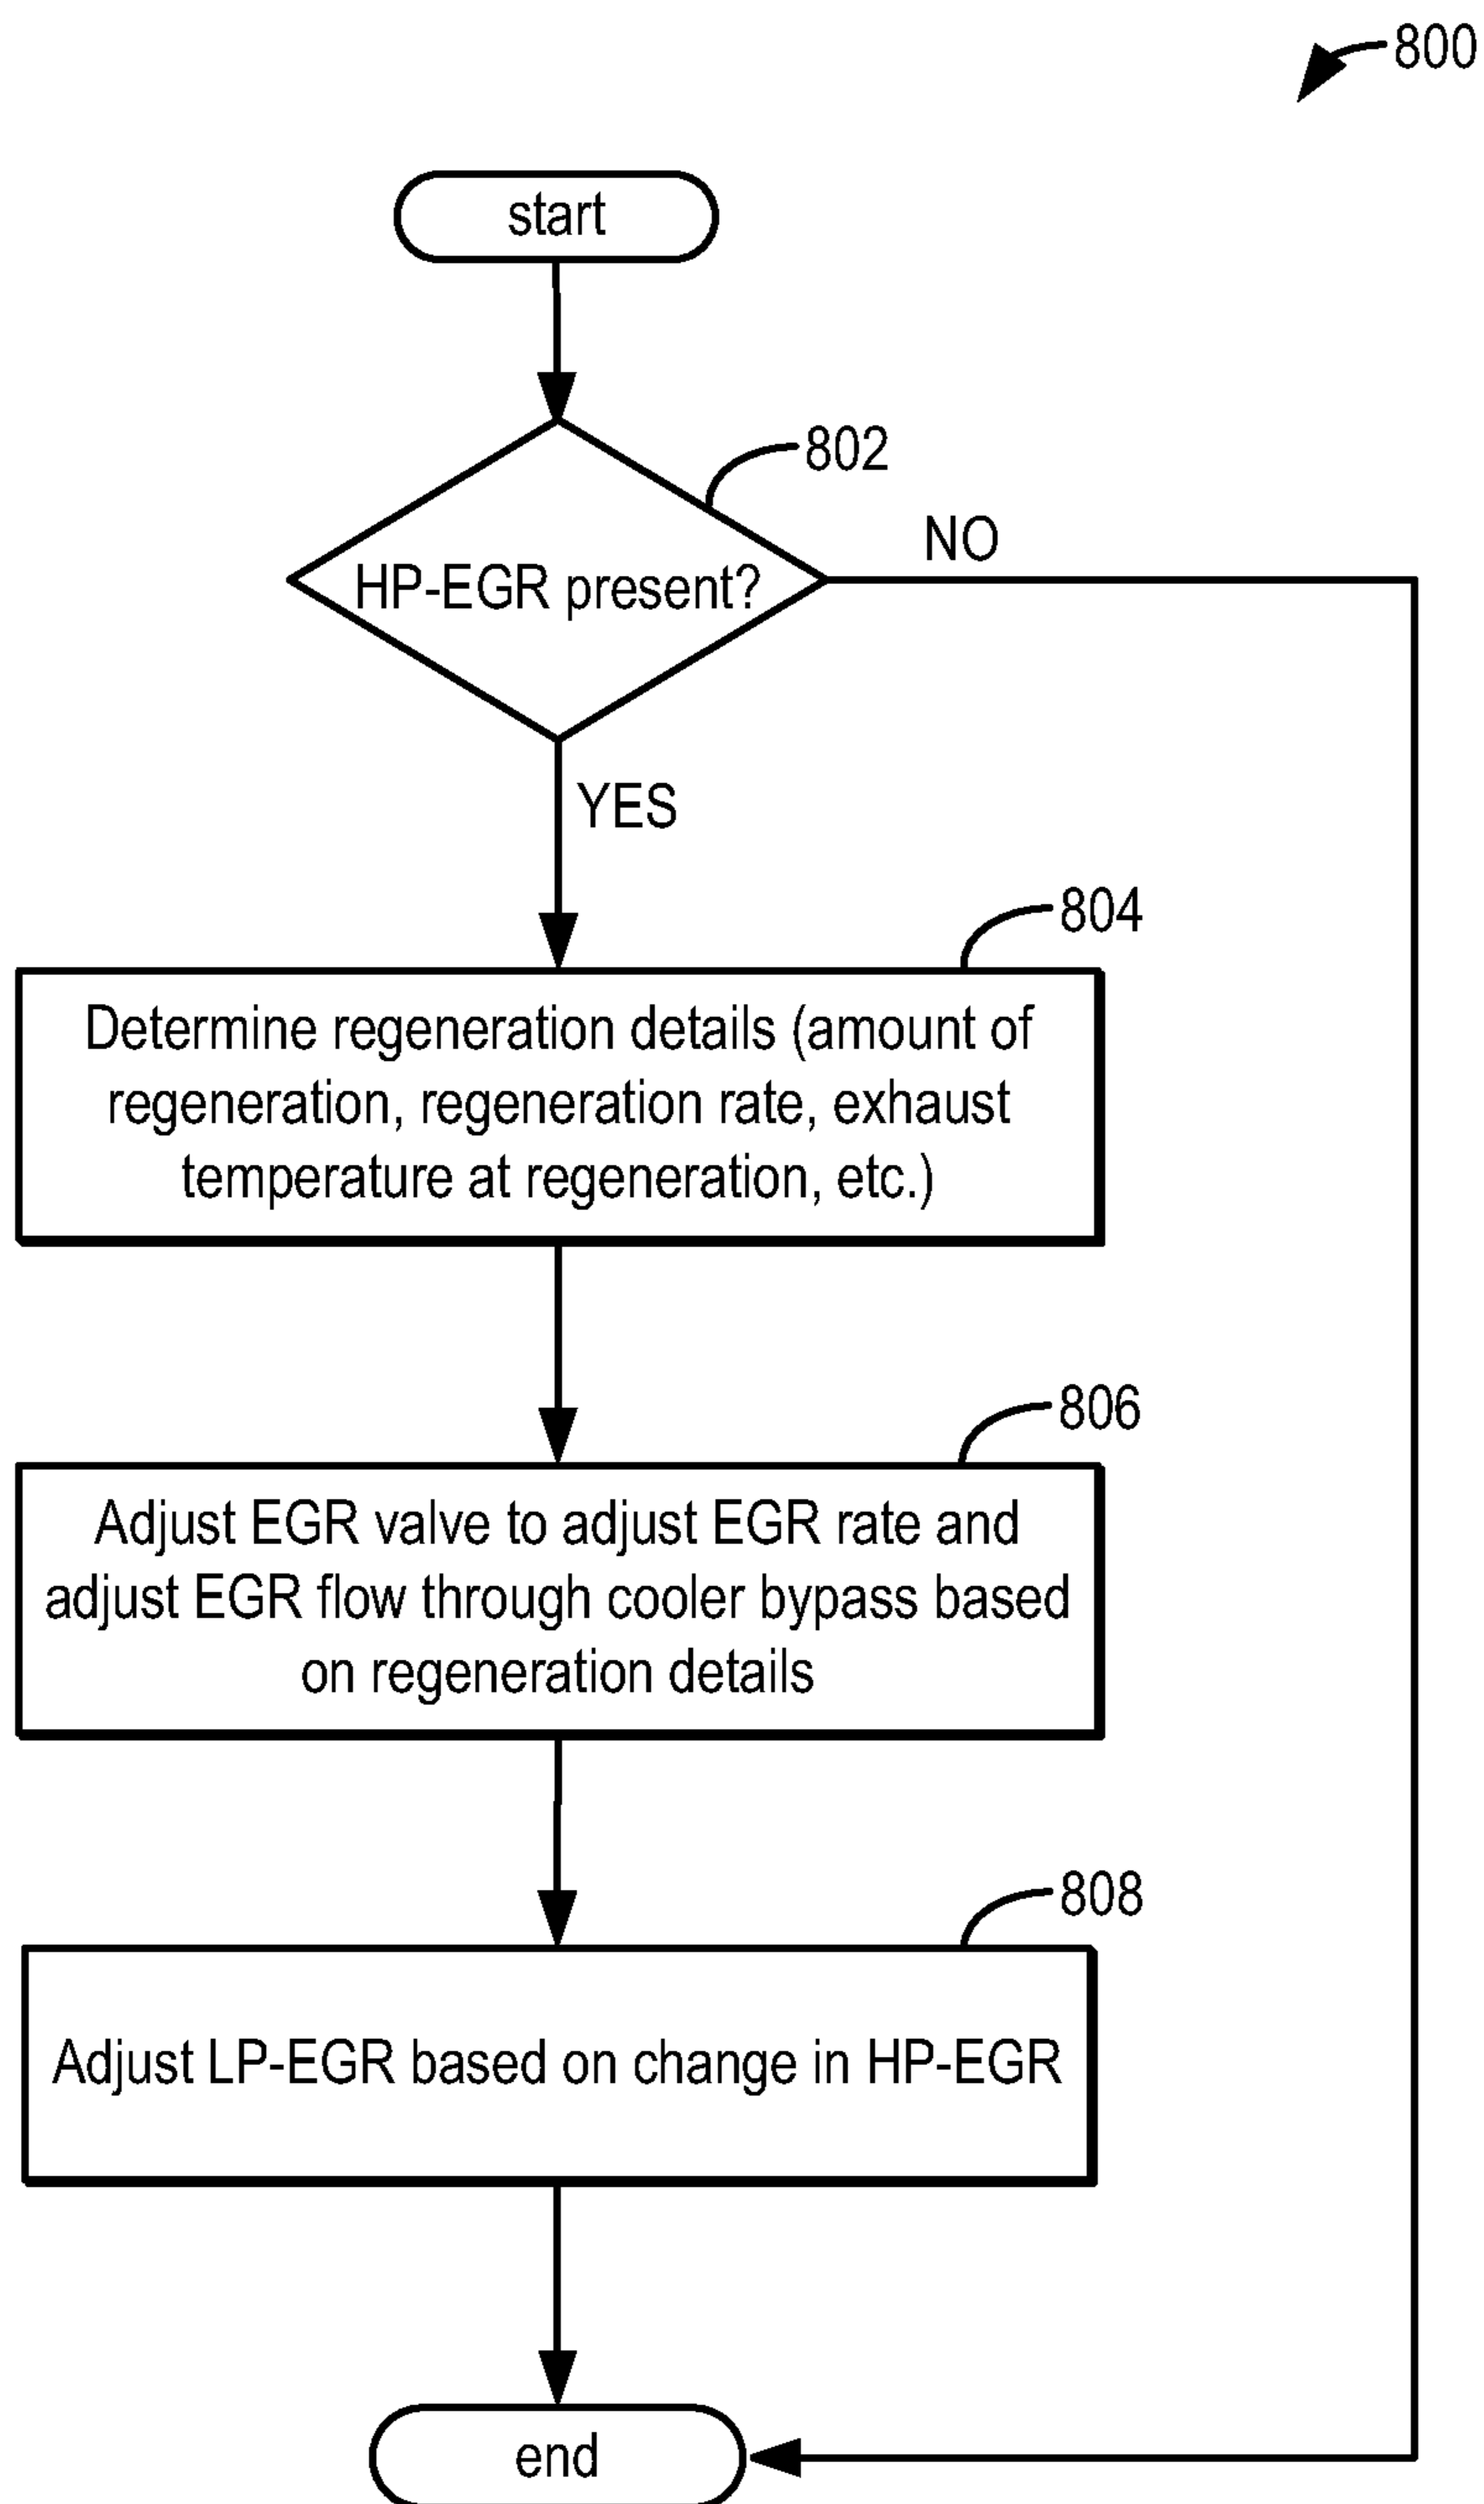 800
start
802
HP-EGR present?
NO
YES
804
Determine regeneration details (amount of
regeneration, regeneration rate, exhaust
temperature at regeneration, etc.)
806
Adjust EGR valve to adjust EGR rate and
adjust EGR flow through cooler bypass based
on regeneration details
808
Adjust LP-EGR based on change in HP-EGR
end